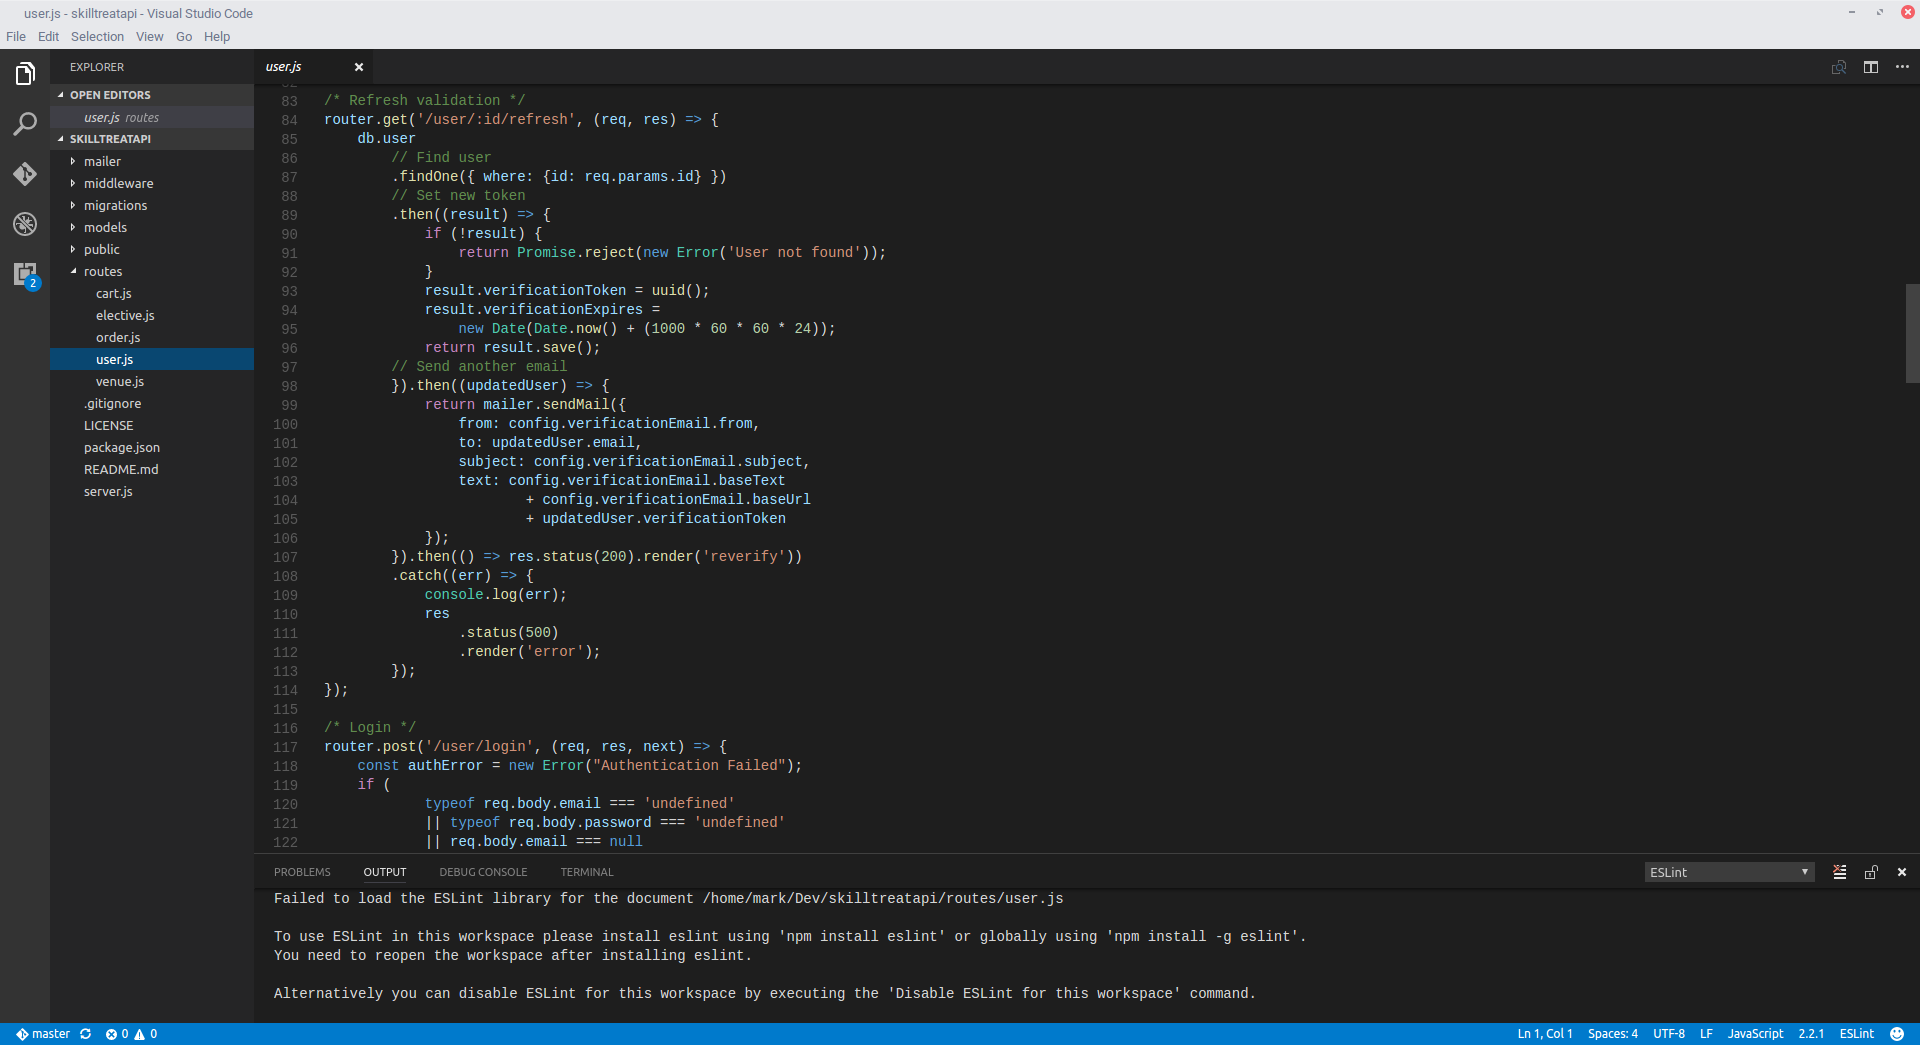 user.js - skilltreatapi - Visual Studio Code
File Edit Selection View Go Help
EXPLORER
OPEN EDITORS
user.js routes
SKILLTREATAPI
mailer
middleware
migrations
models
public
routes
cart.js
elective.js
order.js
user.js
venue.js
.gitignore
LICENSE
package.json
README.md
server.js
2
user.js
83 /* Refresh validation */
84 router.get('/user/:id/refresh', (req, res) => {
85     db.user
86         // Find user
87         .findOne({ where: {id: req.params.id} })
88         // Set new token
89         .then((result) => {
90             if (!result) {
91                 return Promise.reject(new Error('User not found'));
92             }
93             result.verificationToken = uuid();
94             result.verificationExpires =
95                 new Date(Date.now() + (1000 * 60 * 60 * 24));
96             return result.save();
97         // Send another email
98         }).then((updatedUser) => {
99             return mailer.sendMail({
100                 from: config.verificationEmail.from,
101                 to: updatedUser.email,
102                 subject: config.verificationEmail.subject,
103                 text: config.verificationEmail.baseText
104                         + config.verificationEmail.baseUrl
105                         + updatedUser.verificationToken
106             });
107         }).then(() => res.status(200).render('reverify'))
108         .catch((err) => {
109             console.log(err);
110             res
111                 .status(500)
112                 .render('error');
113         });
114 });
115
116 /* Login */
117 router.post('/user/login', (req, res, next) => {
118     const authError = new Error("Authentication Failed");
119     if (
120             typeof req.body.email === 'undefined'
121             || typeof req.body.password === 'undefined'
122             || req.body.email === null
PROBLEMS OUTPUT DEBUG CONSOLE TERMINAL ESLint
Failed to load the ESLint library for the document /home/mark/Dev/skilltreatapi/routes/user.js
To use ESLint in this workspace please install eslint using 'npm install eslint' or globally using 'npm install -g eslint'.
You need to reopen the workspace after installing eslint.
Alternatively you can disable ESLint for this workspace by executing the 'Disable ESLint for this workspace' command.
master 0 0 Ln 1, Col 1 Spaces: 4 UTF-8 LF JavaScript 2.2.1 ESLint